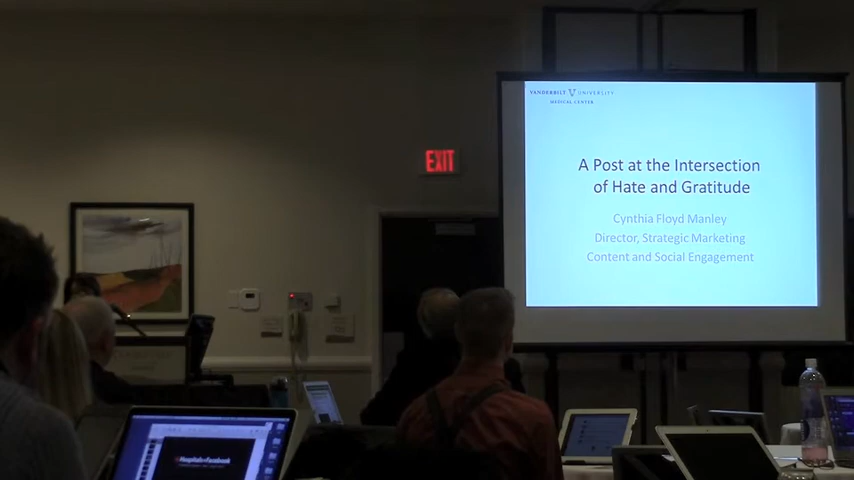 VANDERBILT V UNIVERSITY
MEDICAL CENTER
EXIT
A Post at the Intersection
of Hate and Gratitude
Cynthia Floyd Manley
Director, Strategic Marketing
Content and Social Engagement